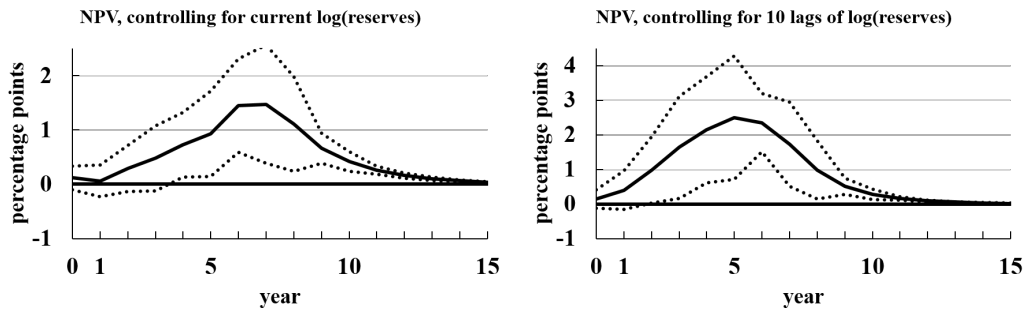 NPV, controlling for current log(reserves)
percentage points
2
1
0
-1
0 1 5 10 15
year
NPV, controlling for 10 lags of log(reserves)
percentage points
4
3
2
1
0
-1
0 1 5 10 15
year